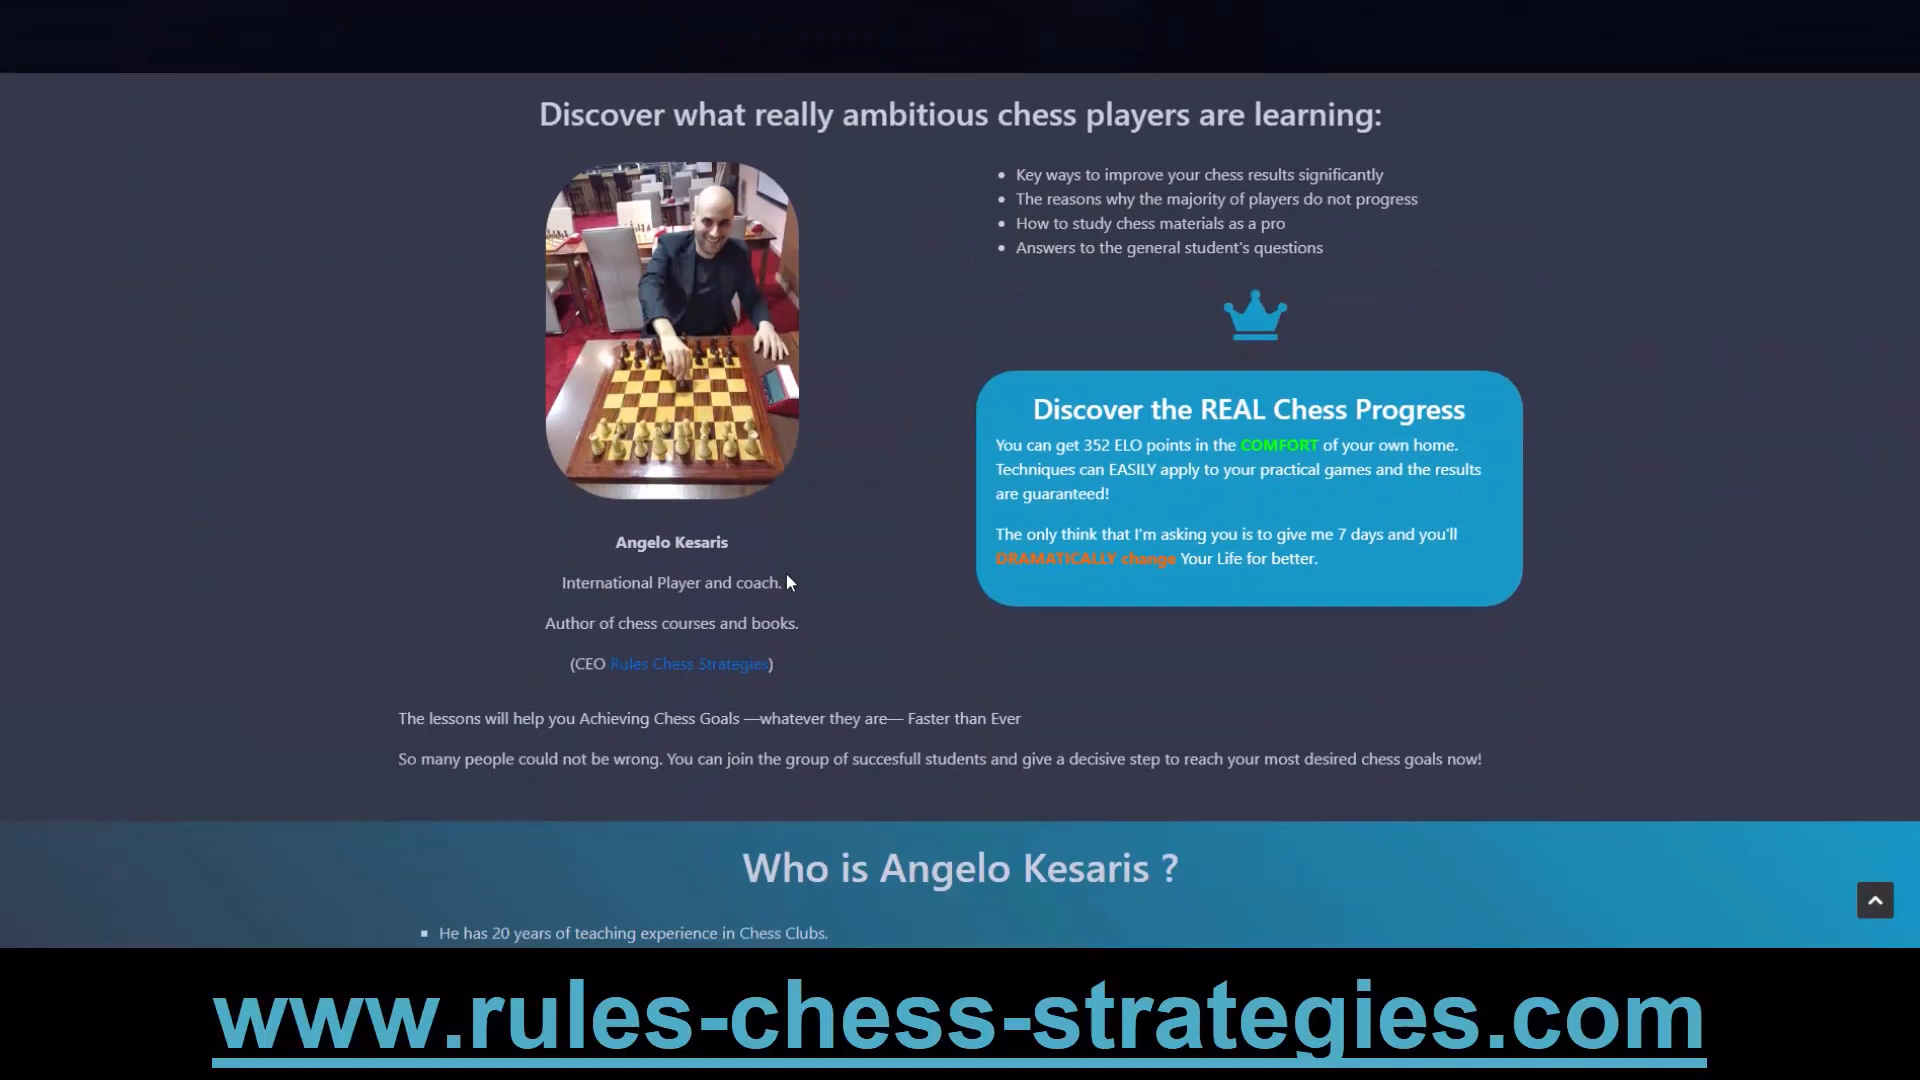 Discover what really ambitious chess players are learning:
Key ways to improve your chess results significantly
The reasons why the majority of players do not progress
How to study chess materials as a pro
Answers to the general student's questions
Discover the REAL Chess Progress
You can get 352 ELO points in the COMFORT of your own home.
Techniques can EASILY apply to your practical games and the results
are guaranteed!
The only think that I'm asking you is to give me 7 days and you'll
DRAMATICALLY change Your Life for better.
Angelo Kesaris
International Player and coach.
Author of chess courses and books.
(CEO Rules Chess Strategies)
The lessons will help you Achieving Chess Goals —whatever they are— Faster than Ever
So many people could not be wrong. You can join the group of succesfull students and give a decisive step to reach your most desired chess goals now!
Who is Angelo Kesaris ?
He has 20 years of teaching experience in Chess Clubs.
www.rules-chess-strategies.com